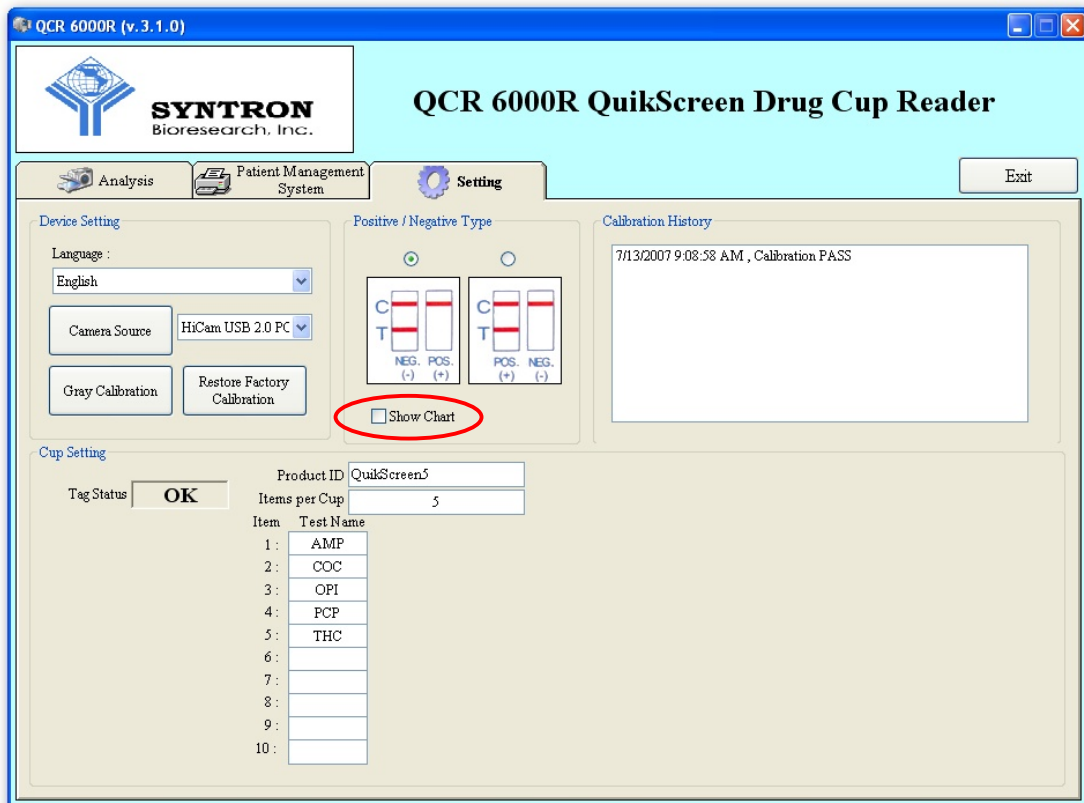 QCR 6000R (v.3.1.0)
SYNTRON
Bioresearch, Inc.
QCR 6000R QuikScreen Drug Cup Reader
Analysis
Patient Management
System
Setting
Exit
Device Setting
Language :
English
Camera Source
HiCam USB 2.0 PC
Gray Calibration
Restore Factory
Calibration
Positive / Negative Type
C
T
NEG. POS.
(-) (+)
C
T
POS. NEG.
(+) (-)
Show Chart
Calibration History
7/13/2007 9:08:58 AM , Calibration PASS
Cup Setting
Tag Status OK
Product ID QuikScreen5
Items per Cup 5
Item Test Name
1 : AMP
2 : COC
3 : OPI
4 : PCP
5 : THC
6 :
7 :
8 :
9 :
10 :